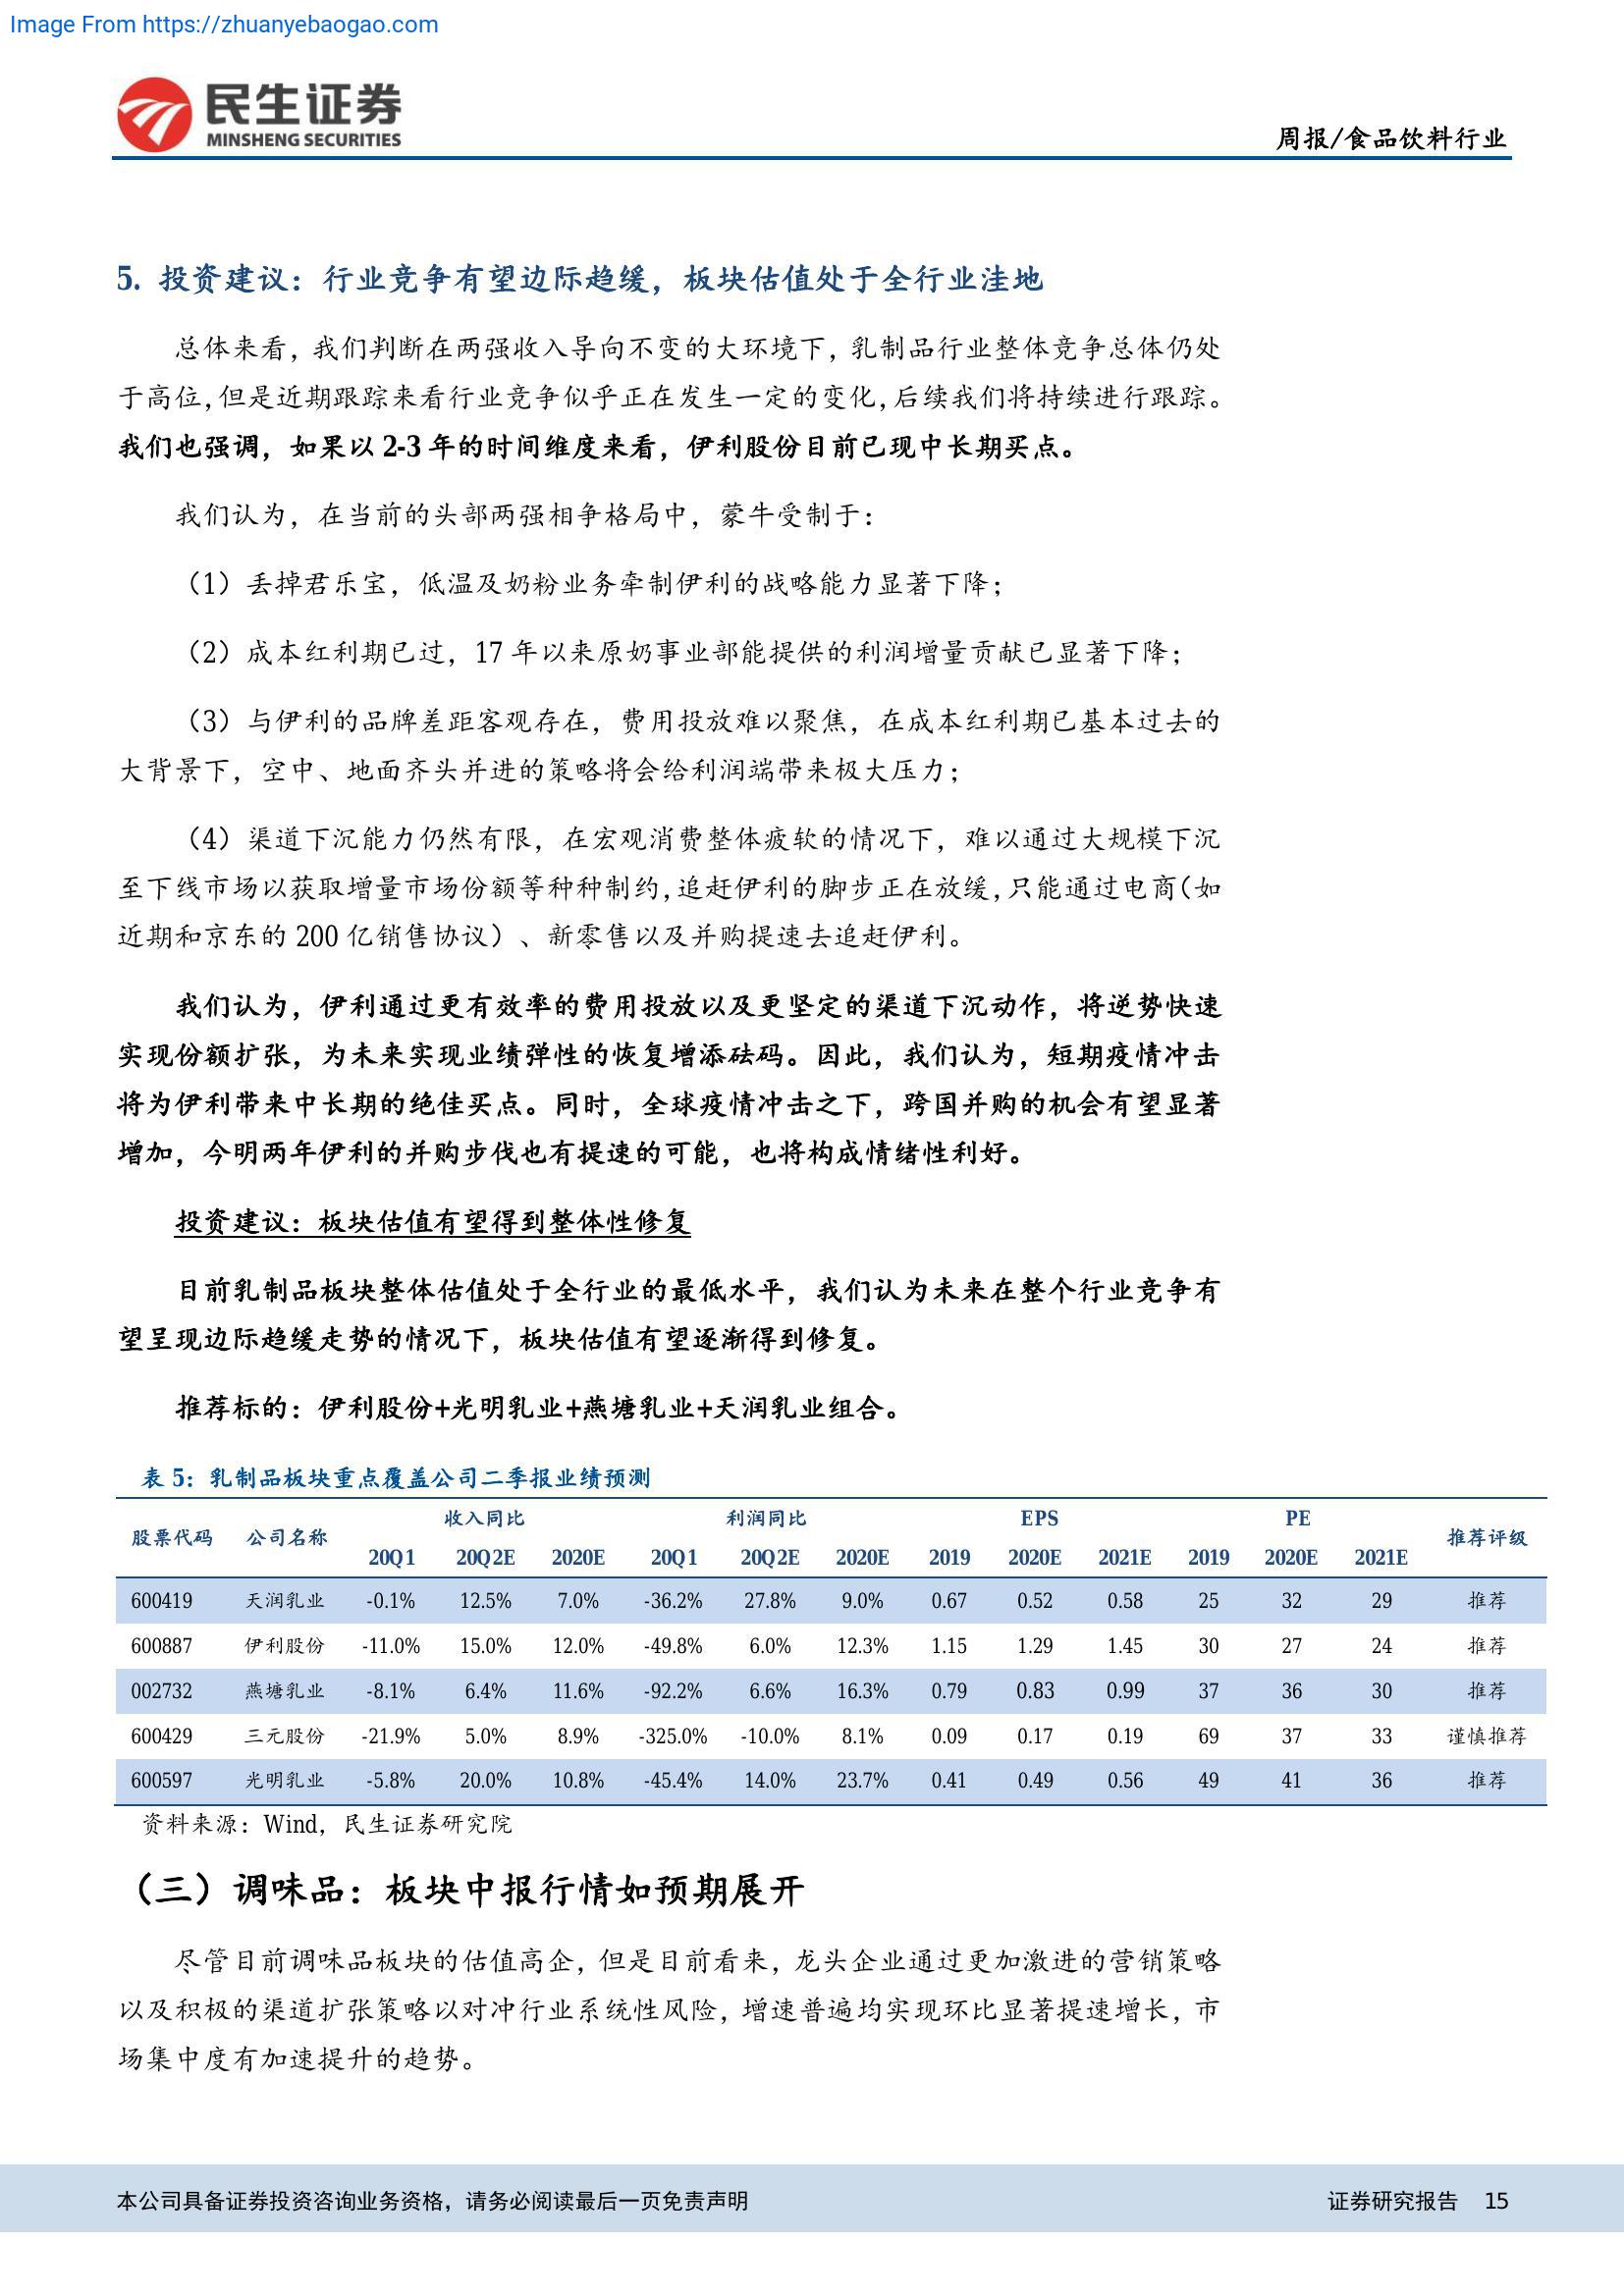 Image From https://zhuanyebaogao.com
民生证券
MINSHENG SECURITIES
周报/食品饮料行业
5. 投资建议：行业竞争有望边际趋缓，板块估值处于全行业洼地
总体来看，我们判断在两强收入导向不变的大环境下，乳制品行业整体竞争总体仍处
于高位，但是近期跟踪来看行业竞争似乎正在发生一定的变化，后续我们将持续进行跟踪。
我们也强调，如果以 2-3 年的时间维度来看，伊利股份目前已现中长期买点。
我们认为，在当前的头部两强相争格局中，蒙牛受制于：
（1）丢掉君乐宝，低温及奶粉业务牵制伊利的战略能力显著下降；
（2）成本红利期已过，17 年以来原奶事业部能提供的利润增量贡献已显著下降；
（3）与伊利的品牌差距客观存在，费用投放难以聚焦，在成本红利期已基本过去的
大背景下，空中、地面齐头并进的策略将会给利润端带来极大压力；
（4）渠道下沉能力仍然有限，在宏观消费整体疲软的情况下，难以通过大规模下沉
至下线市场以获取增量市场份额等种种制约，追赶伊利的脚步正在放缓，只能通过电商（如
近期和京东的 200 亿销售协议）、新零售以及并购提速去追赶伊利。
我们认为，伊利通过更有效率的费用投放以及更坚定的渠道下沉动作，将逆势快速
实现份额扩张，为未来实现业绩弹性的恢复增添砝码。因此，我们认为，短期疫情冲击
将为伊利带来中长期的绝佳买点。同时，全球疫情冲击之下，跨国并购的机会有望显著
增加，今明两年伊利的并购步伐也有提速的可能，也将构成情绪性利好。
投资建议：板块估值有望得到整体性修复
目前乳制品板块整体估值处于全行业的最低水平，我们认为未来在整个行业竞争有
望呈现边际趋缓走势的情况下，板块估值有望逐渐得到修复。
推荐标的：伊利股份+光明乳业+燕塘乳业+天润乳业组合。
表 5：乳制品板块重点覆盖公司二季报业绩预测
股票代码 公司名称 收入同比 利润同比 EPS PE 推荐评级
20Q1 20Q2E 2020E 20Q1 20Q2E 2020E 2019 2020E 2021E 2019 2020E 2021E
600419 天润乳业 -0.1% 12.5% 7.0% -36.2% 27.8% 9.0% 0.67 0.52 0.58 25 32 29 推荐
600887 伊利股份 -11.0% 15.0% 12.0% -49.8% 6.0% 12.3% 1.15 1.29 1.45 30 27 24 推荐
002732 燕塘乳业 -8.1% 6.4% 11.6% -92.2% 6.6% 16.3% 0.79 0.83 0.99 37 36 30 推荐
600429 三元股份 -21.9% 5.0% 8.9% -325.0% -10.0% 8.1% 0.09 0.17 0.19 69 37 33 谨慎推荐
600597 光明乳业 -5.8% 20.0% 10.8% -45.4% 14.0% 23.7% 0.41 0.49 0.56 49 41 36 推荐
资料来源：Wind，民生证券研究院
（三）调味品：板块中报行情如预期展开
尽管目前调味品板块的估值高企，但是目前看来，龙头企业通过更加激进的营销策略
以及积极的渠道扩张策略以对冲行业系统性风险，增速普遍均实现环比显著提速增长，市
场集中度有加速提升的趋势。
本公司具备证券投资咨询业务资格，请务必阅读最后一页免责声明
证券研究报告 15